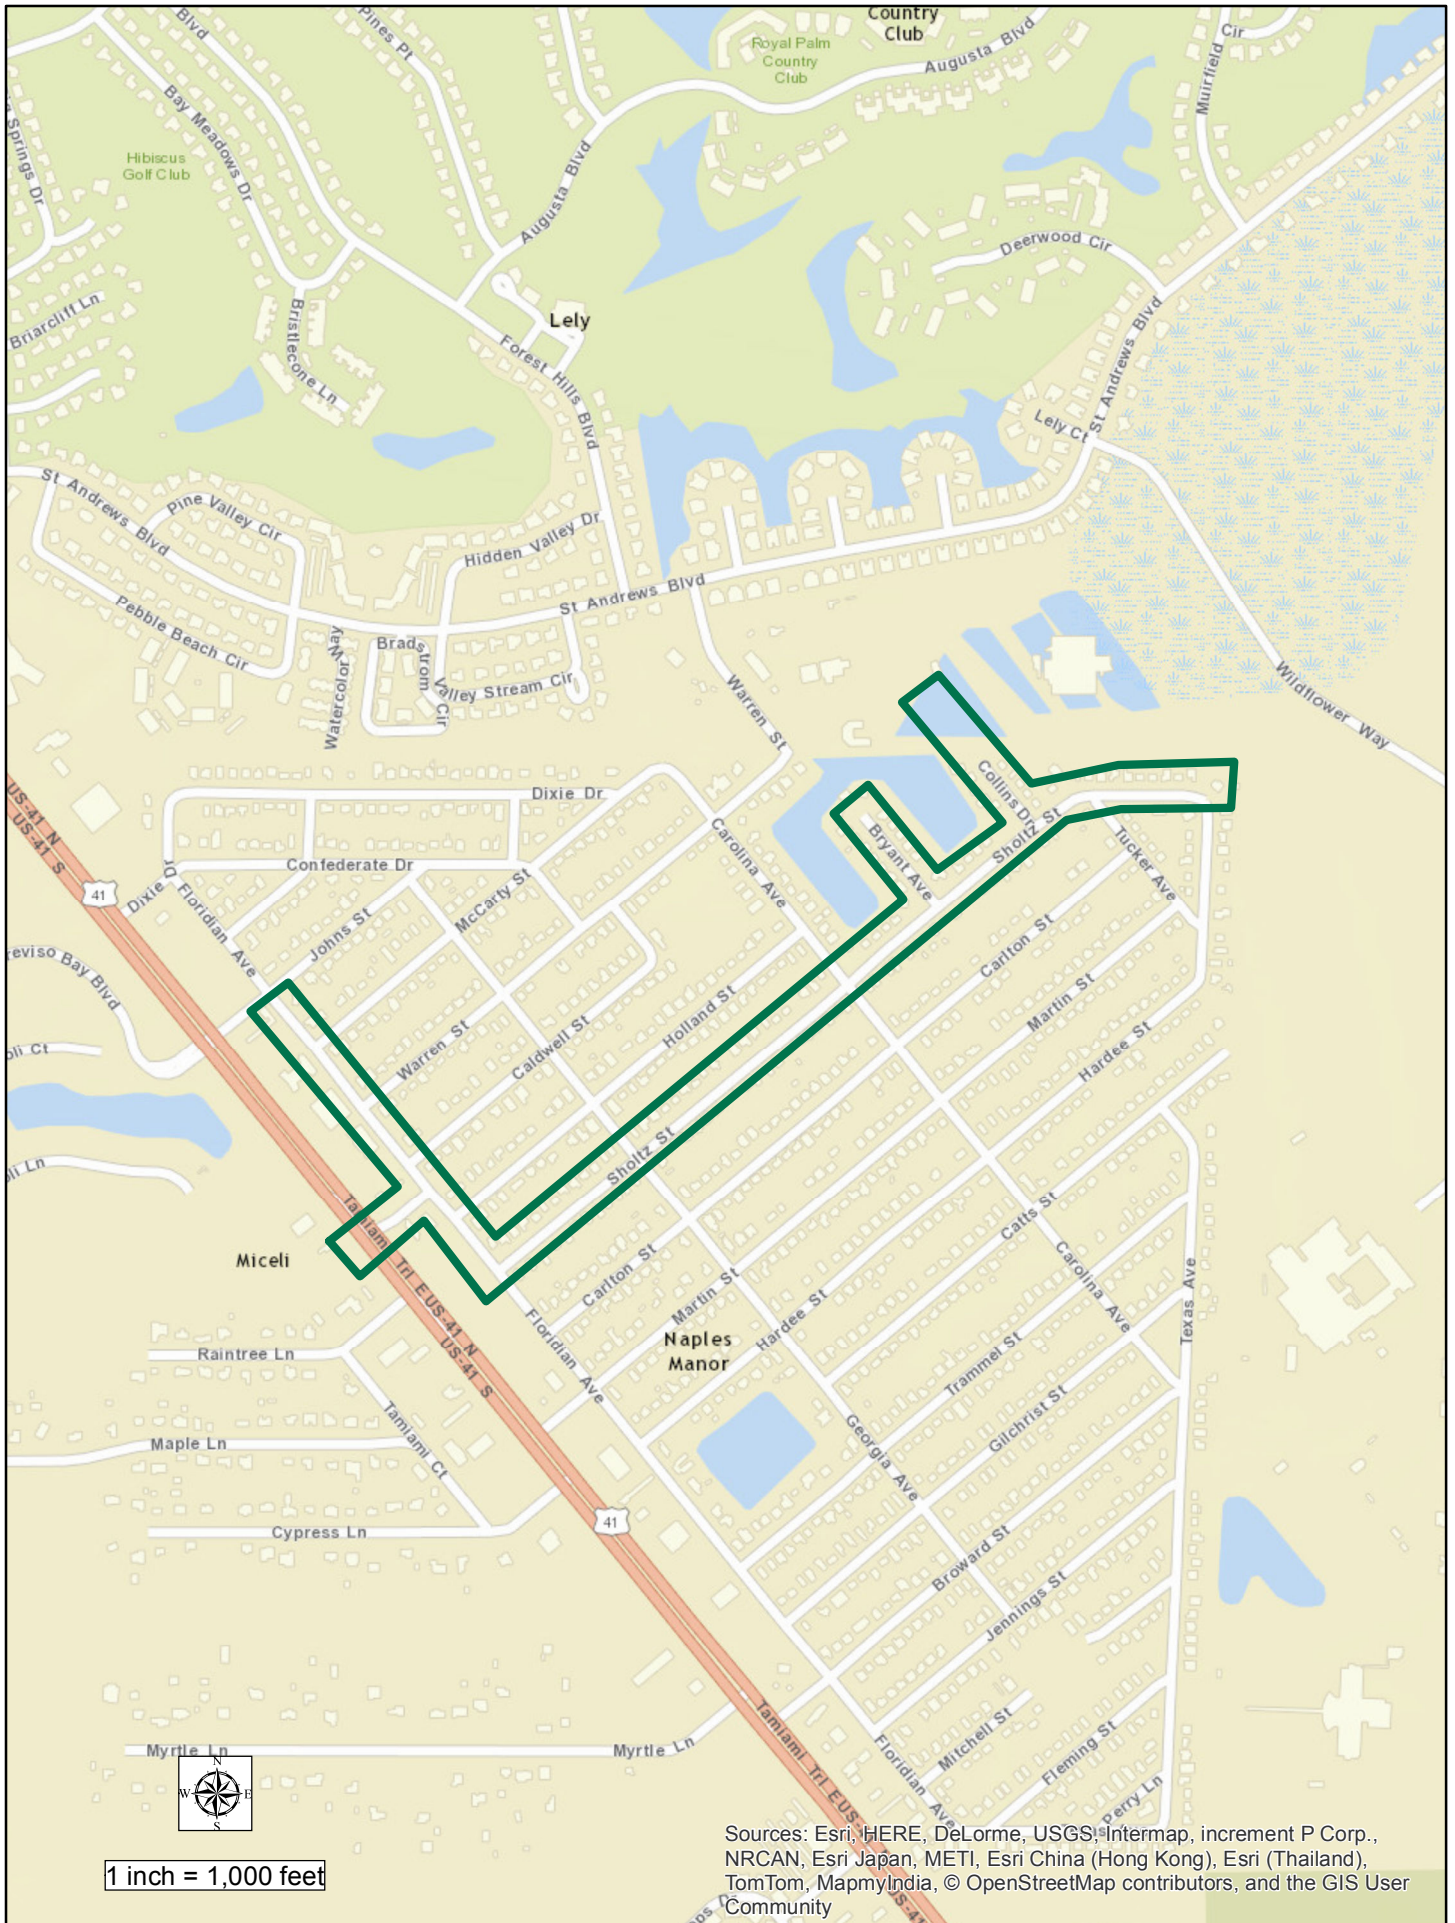 Country
Club
Royal Palm
Country
Club
Augusta Blvd
Cir
Muirfield
Blvd
Pines Pt
Bay Meadows Dr
Hibiscus
Golf Club
Springs Dr
Augusta Blvd
Deerwood Cir
Briarcliff Ln
Bristlecone Ln
Lely
Forest Hills Blvd
St Andrews Blvd
Lely Ct
St Andrews Blvd
Pine Valley Cir
Hidden Valley Dr
St Andrews Blvd
Pebble Beach Cir
Watercolor Way
Bradstrom Cir
Valley Stream Cir
Warren St
Wildflower Way
US-41 N
US-41 S
Dixie Dr
Collins Dr
Sholtz St
Tucker Ave
Carolina Ave
Bryant Ave
Confederate Dr
41
Dixie Dr
Floridian Ave
McCarty St
Johns St
Carlton St
reviso Bay Blvd
Martin St
Holland St
Caldwell St
Warren St
Hardee St
oli Ct
oli Ln
Sholtz St
Tamiami Trl E
US-41 N
US-41 S
Miceli
Catts St
Carolina Ave
Texas Ave
Carlton St
Martin St
Hardee St
Floridian Ave
Naples
Manor
Raintree Ln
Trammel St
Gilchrist St
Tamiami Ct
Maple Ln
Georgia Ave
Cypress Ln
41
Broward St
Jennings St
Myrtle Ln
Myrtle Ln
Tamiami Trl E
US-
Floridian Ave
Mitchell St
Fleming St
Perry Ln
US-41
N
W
E
S
1 inch = 1,000 feet
Sources: Esri, HERE, DeLorme, USGS, Intermap, increment P Corp.,
NRCAN, Esri Japan, METI, Esri China (Hong Kong), Esri (Thailand),
TomTom, MapmyIndia, © OpenStreetMap contributors, and the GIS User
Community